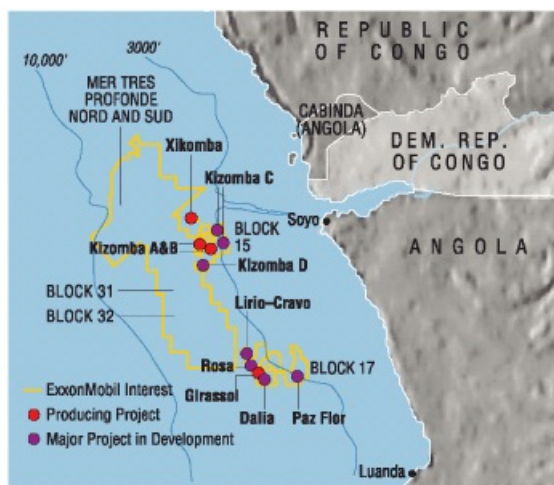 REPUBLIC
OF CONGO
3000'
10,000'
MER TRES
PROFONDE
NORD AND SUD
CABINDA
(ANGOLA)
DEM. REP.
OF CONGO
Xikomba
Kizomba C
Soyo
BLOCK
15
Kizomba A&B
ANGOLA
Kizomba D
BLOCK 31
Lirio-Cravo
BLOCK 32
Rosa
BLOCK 17
ExxonMobil Interest
Girassol
Producing Project
Dalia
Paz Flor
Major Project in Development
Luanda